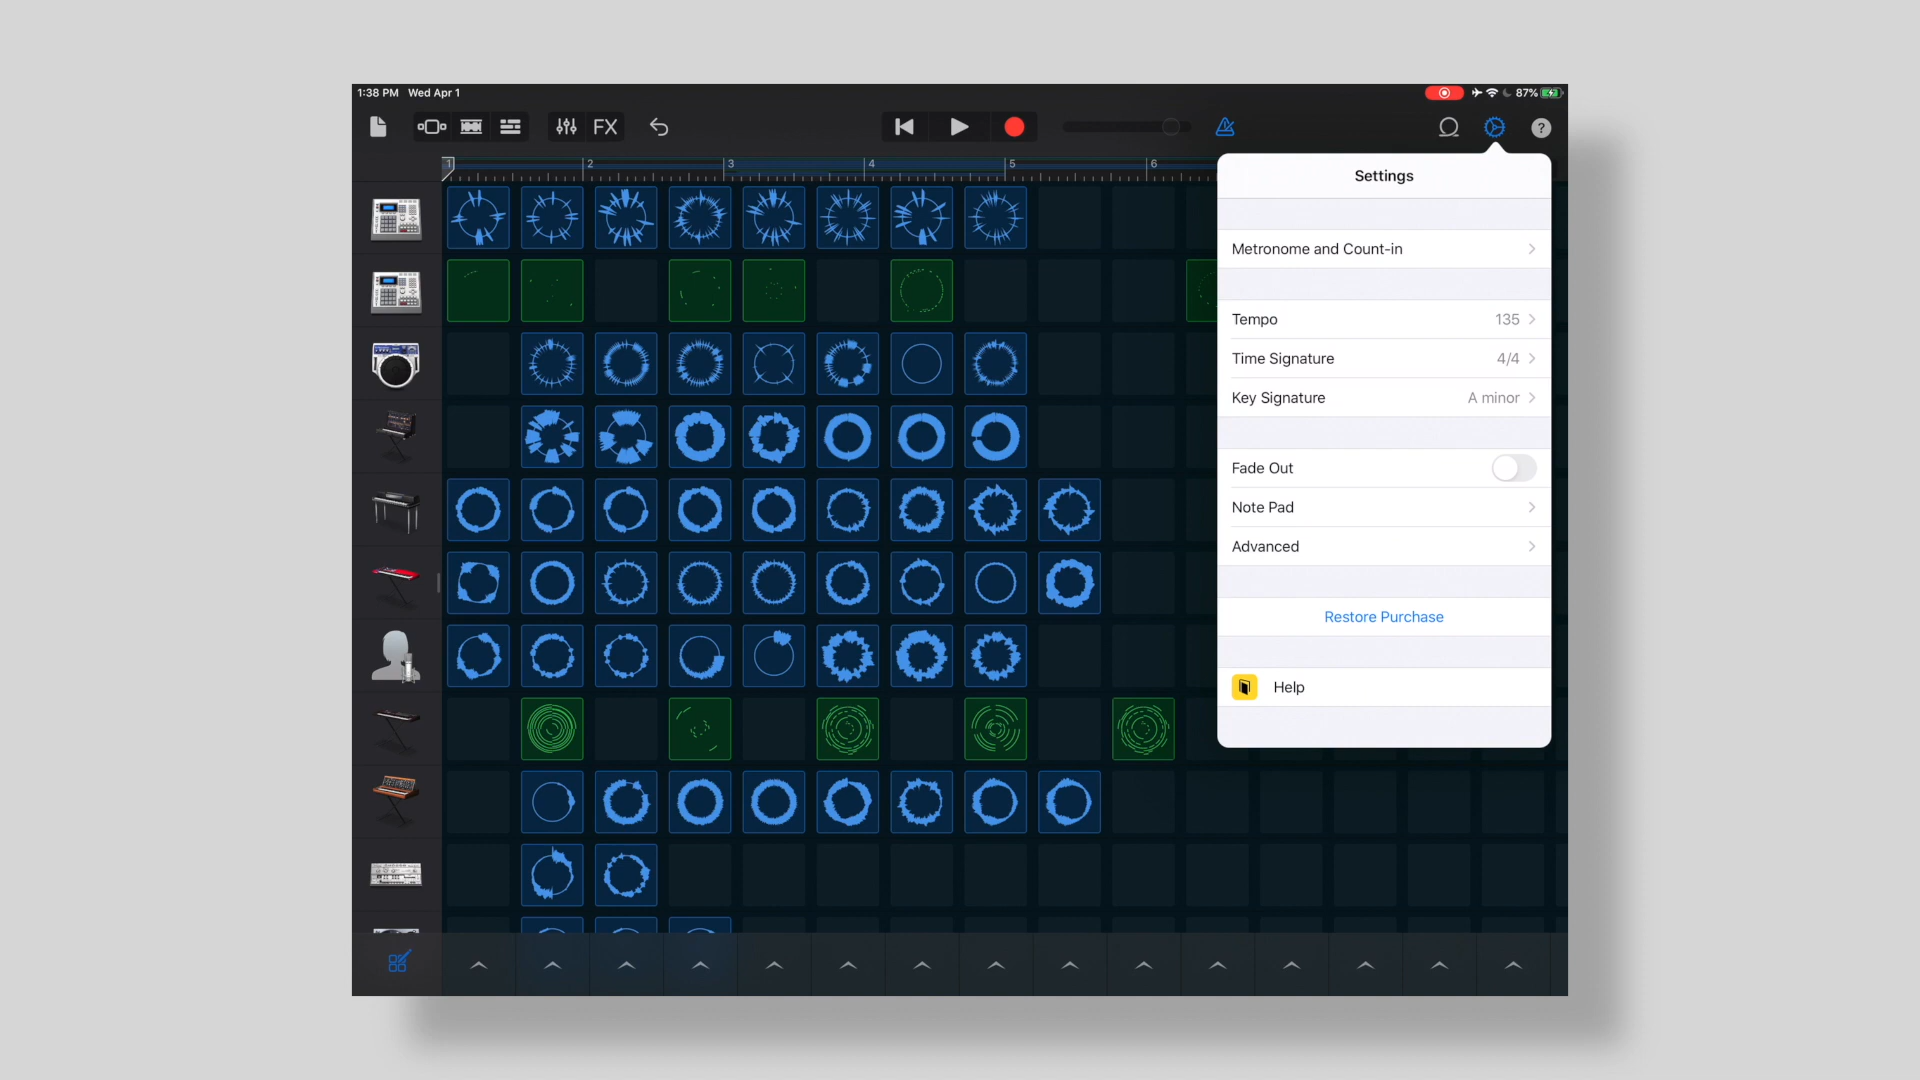 1:38 PM Wed Apr 1
87%
FX
?
1 2 3 4 5 6
Settings
Metronome and Count-in
Tempo 135
Time Signature 4/4
Key Signature A minor
Fade Out
Note Pad
Advanced
Restore Purchase
Help